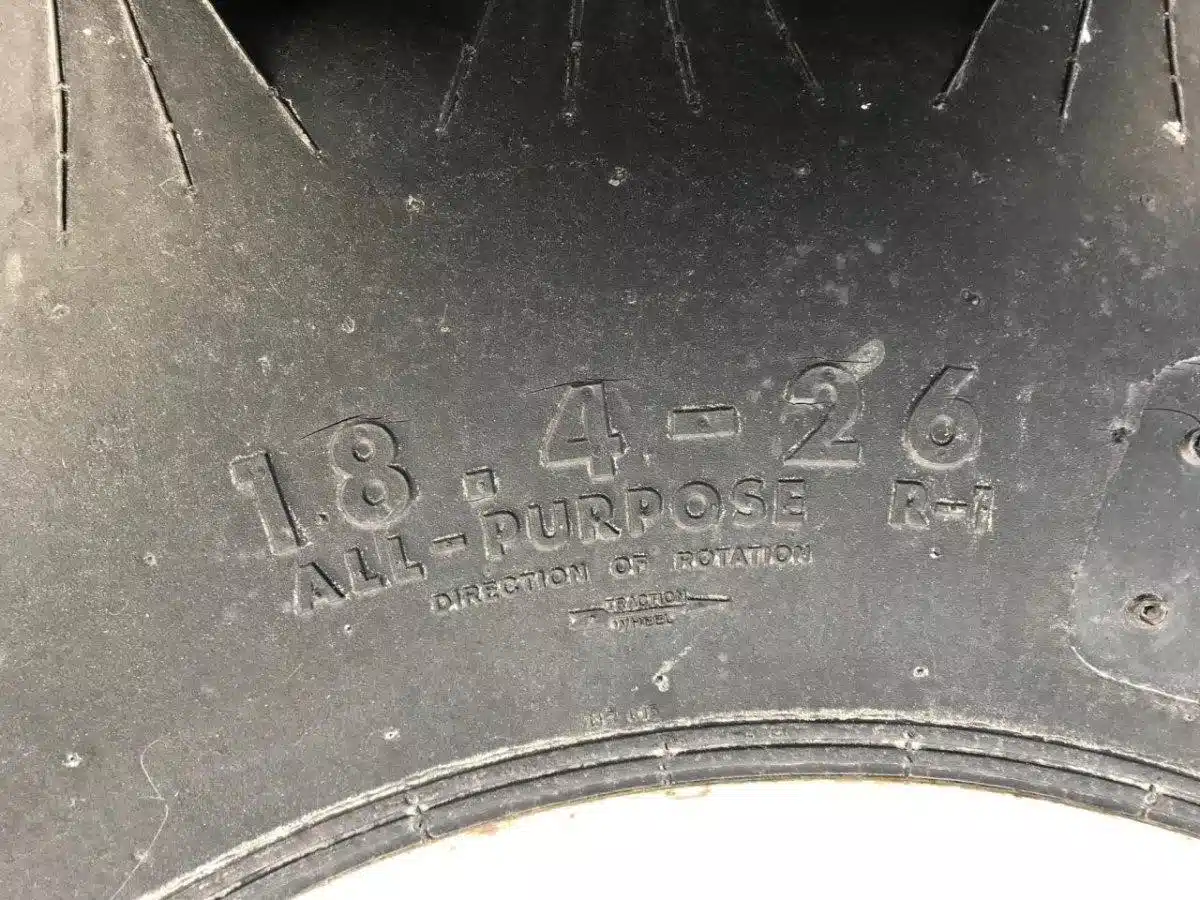 18.4-26
ALL-PURPOSE R-1
DIRECTION OF ROTATION
TRACTION
WHEEL